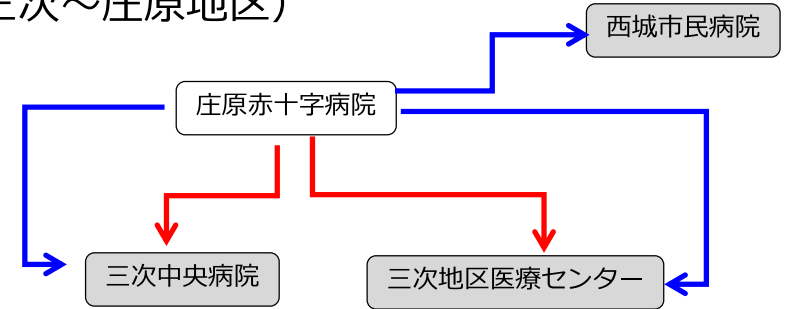 三次～庄原地区）
西城市民病院
庄原赤十字病院
三次中央病院
三次地区医療センター